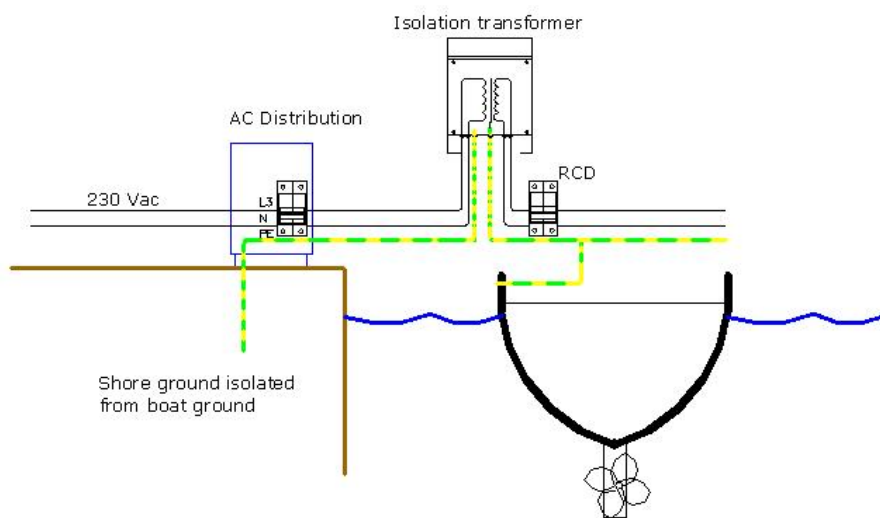 Isolation transformer
AC Distribution
RCD
230 Vac
L3
N
PE
Shore ground isolated
from boat ground